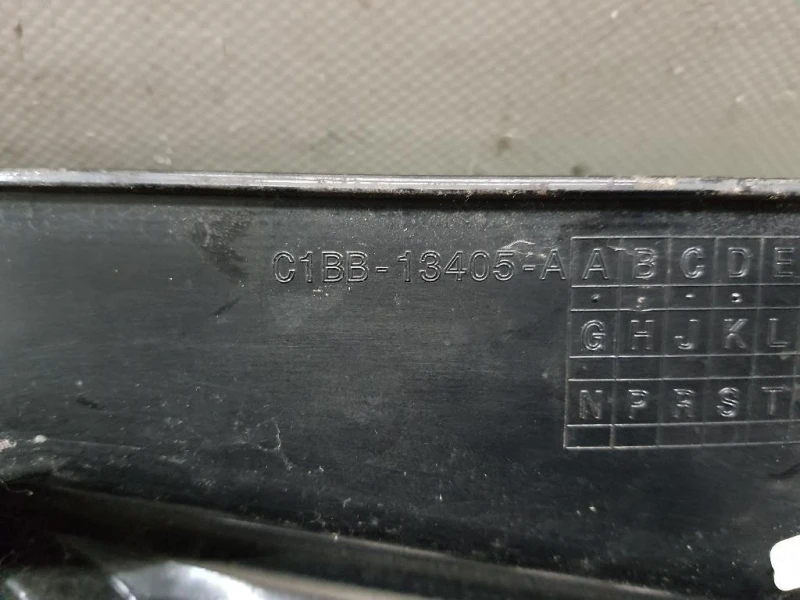 C1BB-13405-A A B C D E
G H J K L
N P R S T